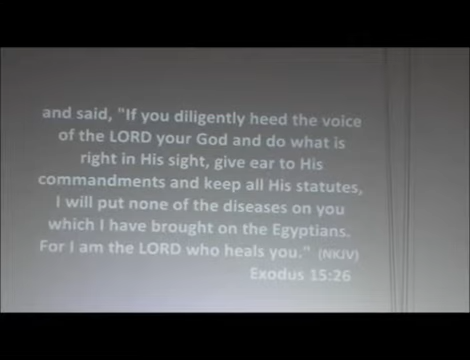 and said, "If you diligently heed the voice
of the LORD your God and do what is
right in His sight, give ear to His
commandments and keep all His statutes,
I will put none of the diseases on you
which I have brought on the Egyptians.
For I am the LORD who heals you." (NKJV)
Exodus 15:26